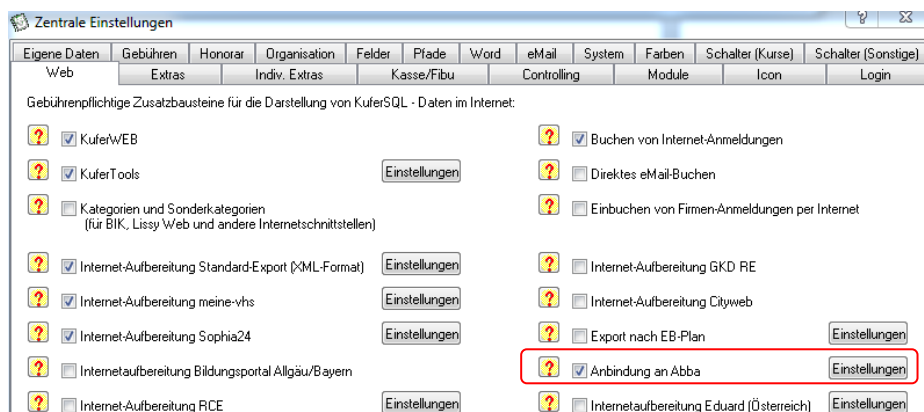 Zentrale Einstellungen
Eigene Daten Gebühren Honorar Organisation Felder Pfade Word eMail System Farben Schalter (Kurse) Schalter (Sonstige)
Web Extras Indiv. Extras Kasse/Fibu Controlling Module Icon Login
Gebührenpflichtige Zusatzbausteine für die Darstellung von KuferSQL - Daten im Internet:
? KuferWEB
? Buchen von Internet-Anmeldungen
? KuferTools Einstellungen
? Direktes eMail-Buchen
? Kategorien und Sonderkategorien
(für BIK, Lissy Web und andere Internetschnittstellen)
? Einbuchen von Firmen-Anmeldungen per Internet
? Internet-Aufbereitung Standard-Export (XML-Format) Einstellungen
? Internet-Aufbereitung GKD RE
? Internet-Aufbereitung meine-vhs Einstellungen
? Internet-Aufbereitung Cityweb
? Internet-Aufbereitung Sophia24 Einstellungen
? Export nach EB-Plan Einstellungen
? Internetaufbereitung Bildungsportal Allgäu/Bayern
? Anbindung an Abba Einstellungen
? Internet-Aufbereitung RCE Einstellungen
? Internetaufbereitung Eduard (Österreich) Einstellungen